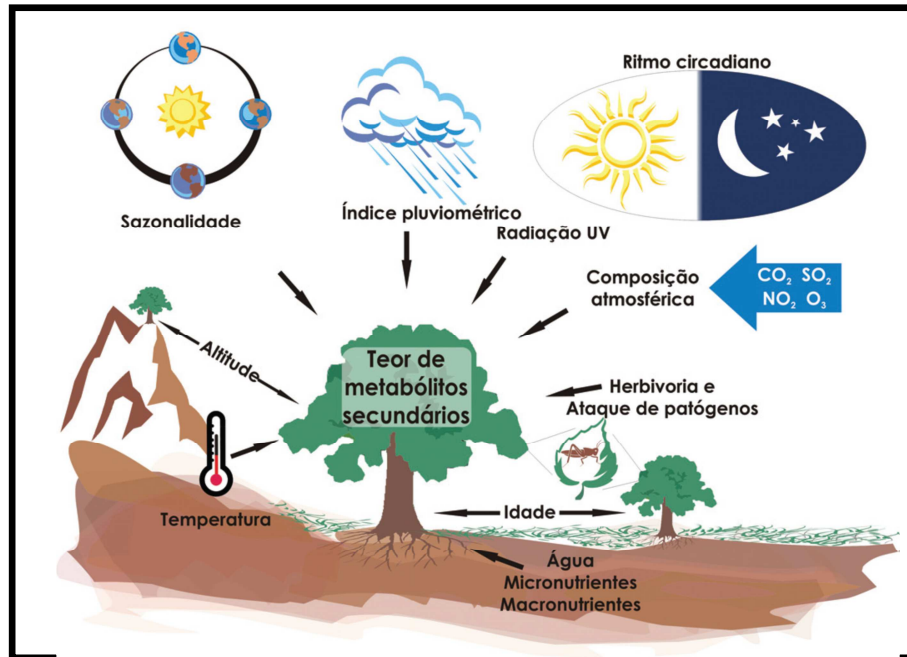 Ritmo circadiano
Sazonalidade
Índice pluviométrico
Radiação UV
Composição
atmosférica
CO₂ SO₂
NO₂ O₃
Altitude
Teor de
metabólitos
secundários
Herbivoria e
Ataque de patógenos
Temperatura
Idade
Água
Micronutrientes
Macronutrientes